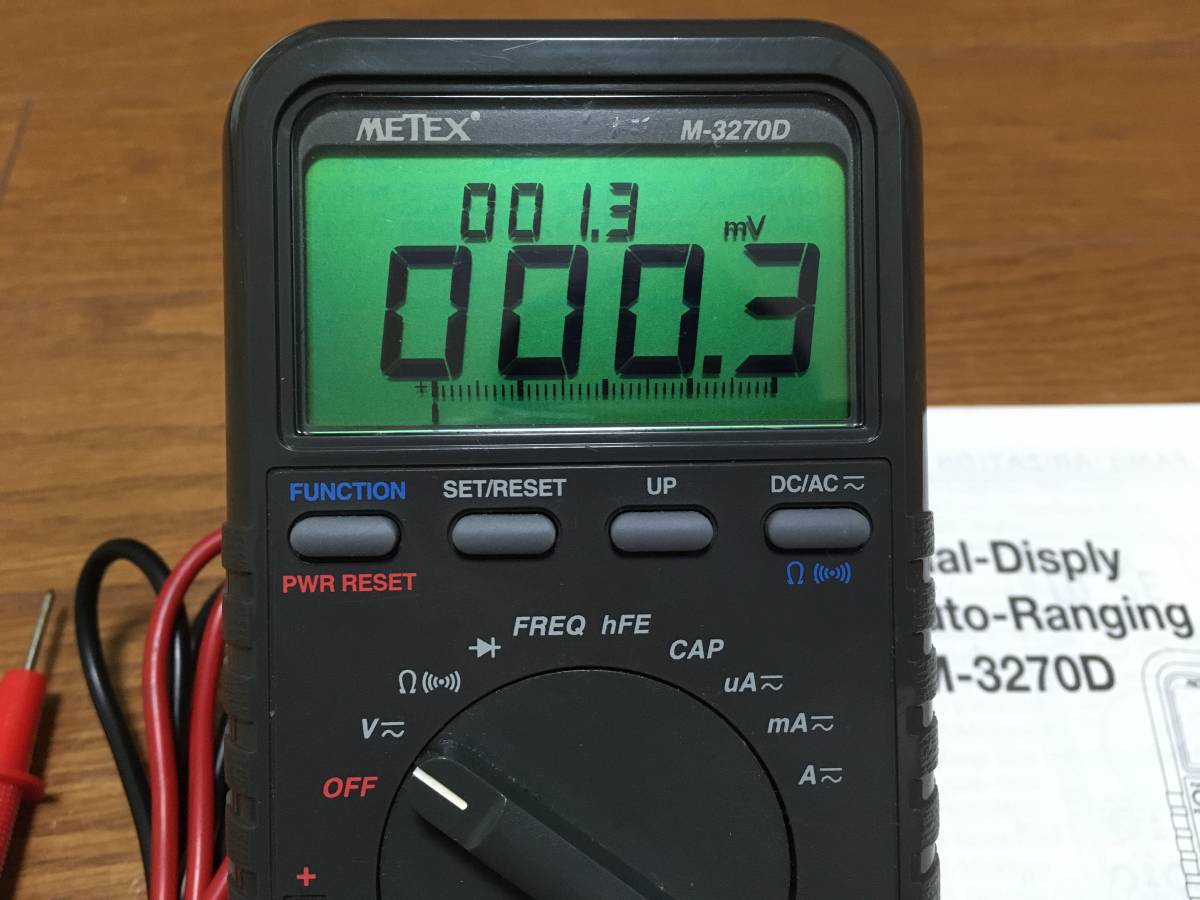 METEX® M-3270D
001.3
mV
000.3
FUNCTION SET/RESET UP DC/AC
PWR RESET Ω
FREQ hFE
CAP
Ω uA
V mA
OFF A
+
al-Disply
uto-Ranging
M-3270D